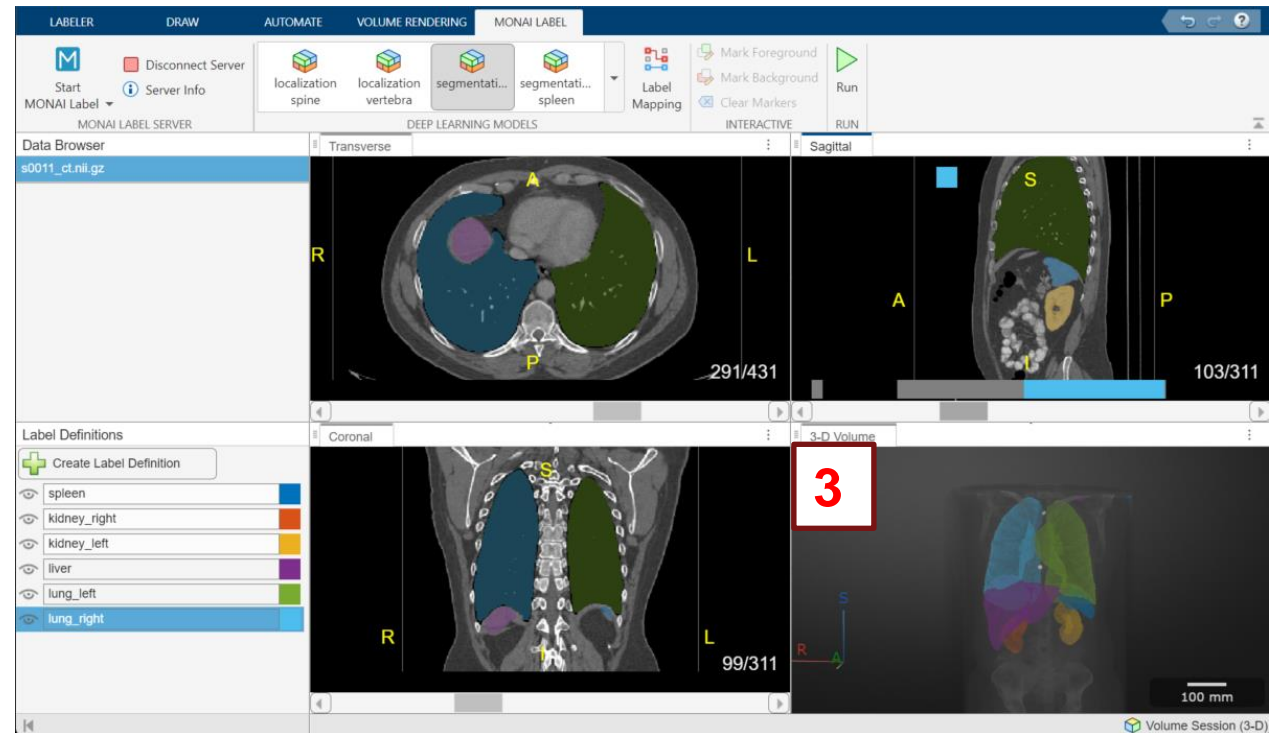 LABELER DRAW AUTOMATE VOLUME RENDERING MONAI LABEL
?
M
Start
MONAI Label
Disconnect Server
Server Info
MONAI LABEL SERVER
localization
spine
localization
vertebra
segmentati...
segmentati...
spleen
DEEP LEARNING MODELS
Label
Mapping
Mark Foreground
Mark Background
Clear Markers
INTERACTIVE
Run
RUN
Data Browser
s0011_ct.nii.gz
Transverse
A
R
L
P
291/431
Sagittal
S
A
P
I
103/311
Label Definitions
Create Label Definition
spleen
kidney_right
kidney_left
liver
lung_left
lung_right
Coronal
S
R
L
I
99/311
3-D Volume
3
S
R
A
100 mm
Volume Session (3-D)